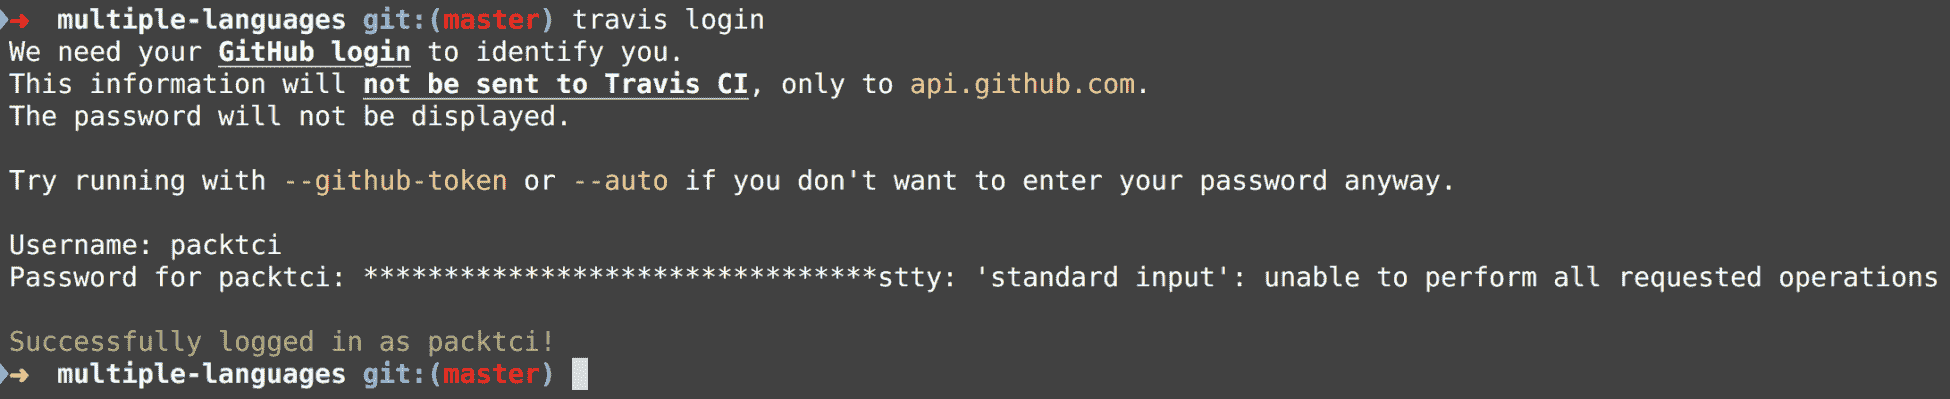 ➜ multiple-languages git:(master) travis login
We need your GitHub login to identify you.
This information will not be sent to Travis CI, only to api.github.com.
The password will not be displayed.
Try running with --github-token or --auto if you don't want to enter your password anyway.
Username: packtci
Password for packtci: ********************************stty: 'standard input': unable to perform all requested operations
Successfully logged in as packtci!
➜ multiple-languages git:(master)